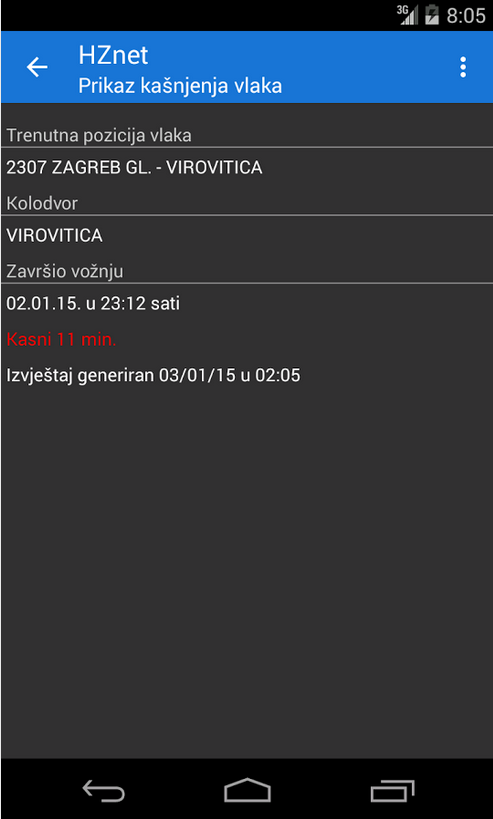 3G 8:05
HZnet
Prikaz kašnjenja vlaka
Trenutna pozicija vlaka
2307 ZAGREB GL. - VIROVITICA
Kolodvor
VIROVITICA
Završio vožnju
02.01.15. u 23:12 sati
Kasni 11 min.
Izvještaj generiran 03/01/15 u 02:05